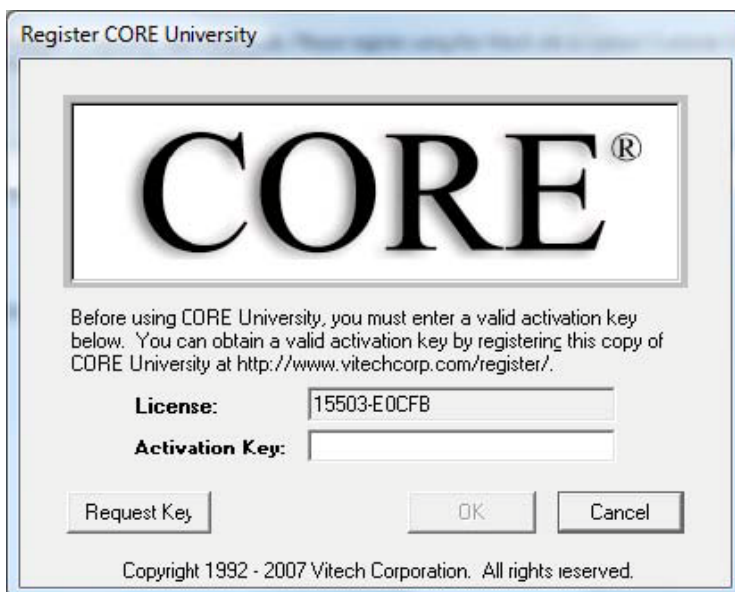 Register CORE University
CORE®
Before using CORE University, you must enter a valid activation key
below. You can obtain a valid activation key by registering this copy of
CORE University at http://www.vitechcorp.com/register/.
License: 15503-E0CFB
Activation Key:
Request Key OK Cancel
Copyright 1992 - 2007 Vitech Corporation. All rights reserved.